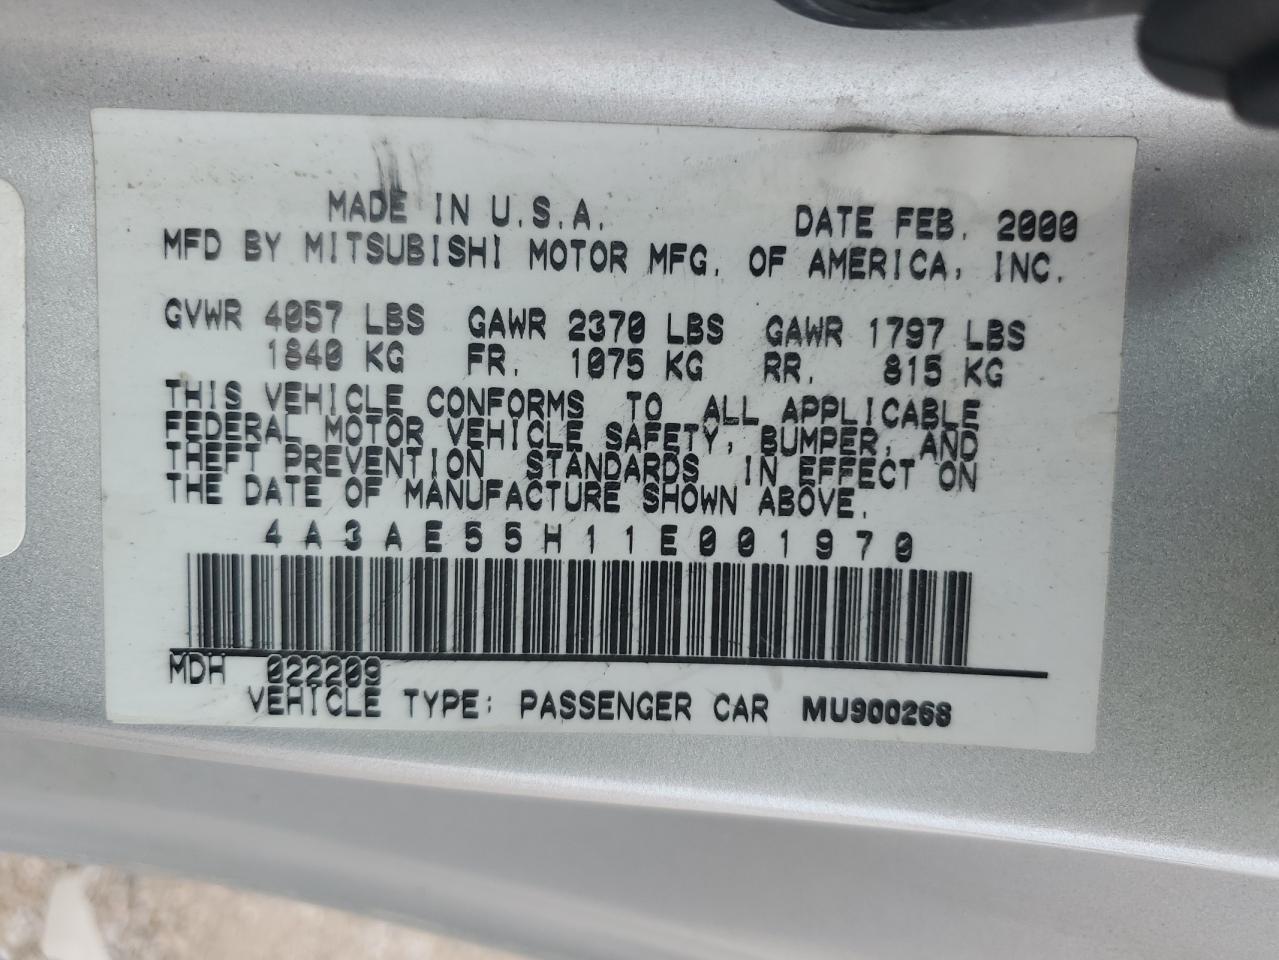 MADE IN U.S.A. DATE FEB. 2000
MFD BY MITSUBISHI MOTOR MFG. OF AMERICA, INC.
GVWR 4057 LBS GAWR 2370 LBS GAWR 1797 LBS
1840 KG FR. 1075 KG RR. 815 KG
THIS VEHICLE CONFORMS TO ALL APPLICABLE
FEDERAL MOTOR VEHICLE SAFETY, BUMPER, AND
THEFT PREVENTION STANDARDS IN EFFECT ON
THE DATE OF MANUFACTURE SHOWN ABOVE.
4A3AE55H11E001970
MDH 022209
VEHICLE TYPE: PASSENGER CAR MU900268